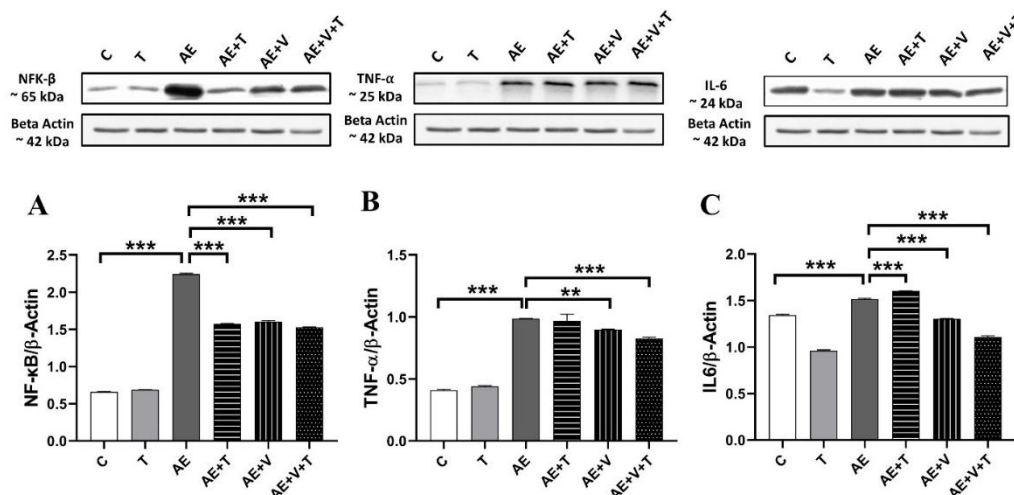 C T AE AE+T AE+V AE+V+T
NFK-β
~ 65 kDa
Beta Actin
~ 42 kDa
C T AE AE+T AE+V AE+V+T
TNF-α
~ 25 kDa
Beta Actin
~ 42 kDa
C T AE AE+T AE+V AE+V+T
IL-6
~ 24 kDa
Beta Actin
~ 42 kDa
A
***
***
*** ***
NF-κB/β-Actin
2.5
2.0
1.5
1.0
0.5
0.0
C T AE AE+T AE+V AE+V+T
B
***
*** **
TNF-α/β-Actin
1.5
1.0
0.5
0.0
C T AE AE+T AE+V AE+V+T
C
***
***
*** ***
IL6/β-Actin
2.0
1.5
1.0
0.5
0.0
C T AE AE+T AE+V AE+V+T